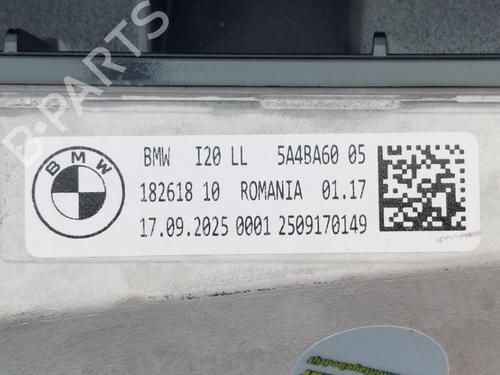 B-PARTS
BMW
BMW I20 LL 5A4BA60 05
182618 10 ROMANIA 01.17
17.09.2025 0001 2509170149